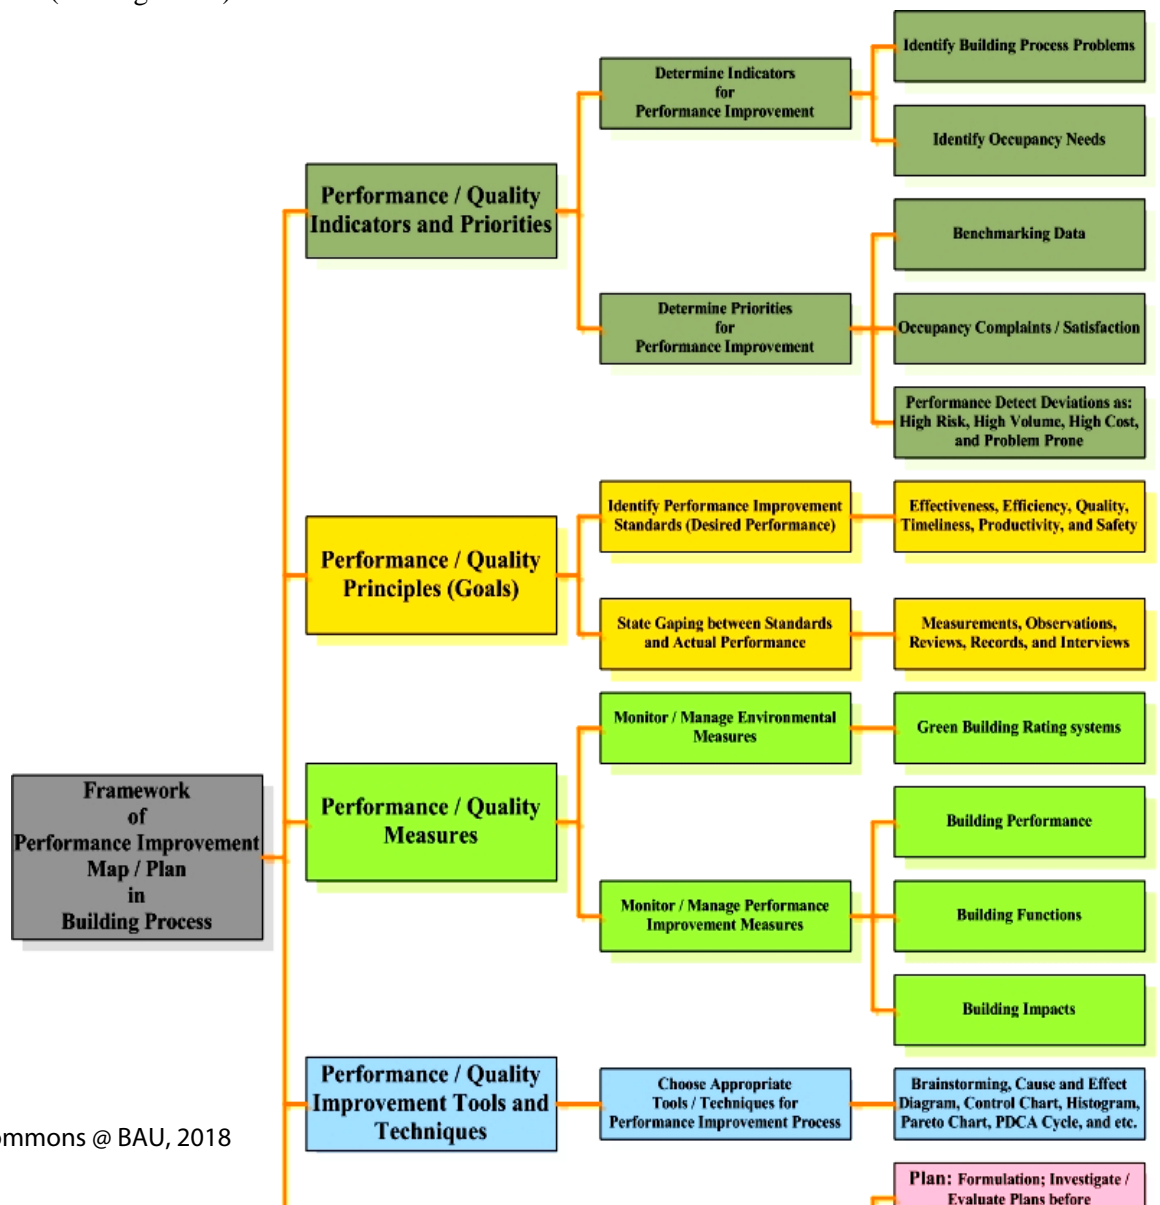 Identify Building Process Problems
Determine Indicators
for
Performance Improvement
Identify Occupancy Needs
Performance / Quality
Indicators and Priorities
Benchmarking Data
Determine Priorities
for
Performance Improvement
Occupancy Complaints / Satisfaction
Performance Detect Deviations as:
High Risk, High Volume, High Cost,
and Problem Prone
Performance / Quality
Principles (Goals)
Identify Performance Improvement
Standards (Desired Performance)
Effectiveness, Efficiency, Quality,
Timeliness, Productivity, and Safety
State Gaping between Standards
and Actual Performance
Measurements, Observations,
Reviews, Records, and Interviews
Monitor / Manage Environmental
Measures
Green Building Rating systems
Framework
of
Performance Improvement
Map / Plan
in
Building Process
Performance / Quality
Measures
Building Performance
Monitor / Manage Performance
Improvement Measures
Building Functions
Building Impacts
Performance / Quality
Improvement Tools and
Techniques
Choose Appropriate
Tools / Techniques for
Performance Improvement Process
Brainstorming, Cause and Effect
Diagram, Control Chart, Histogram,
Pareto Chart, PDCA Cycle, and etc.
ommons @ BAU, 2018
Plan: Formulation; Investigate /
Evaluate Plans before